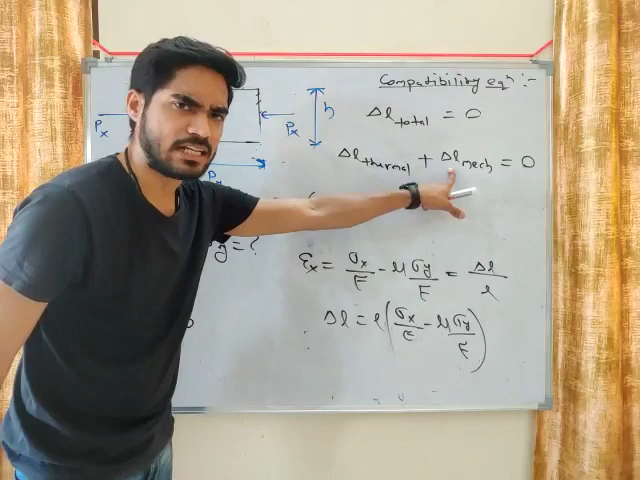 Compatibility eqn :-
Δl total = 0
Δl thermal + Δl mech = 0
h
Px
Px
y = ?
εx = σx/E - μ σy/E = Δl/l
Δl = l (σx/E - μ σy/E)